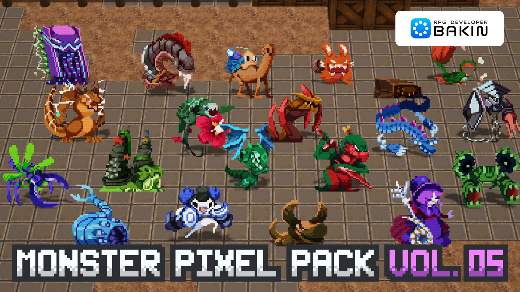 RPG DEVELOPER
BAKIN
MONSTER PIXEL PACK VOL. 05